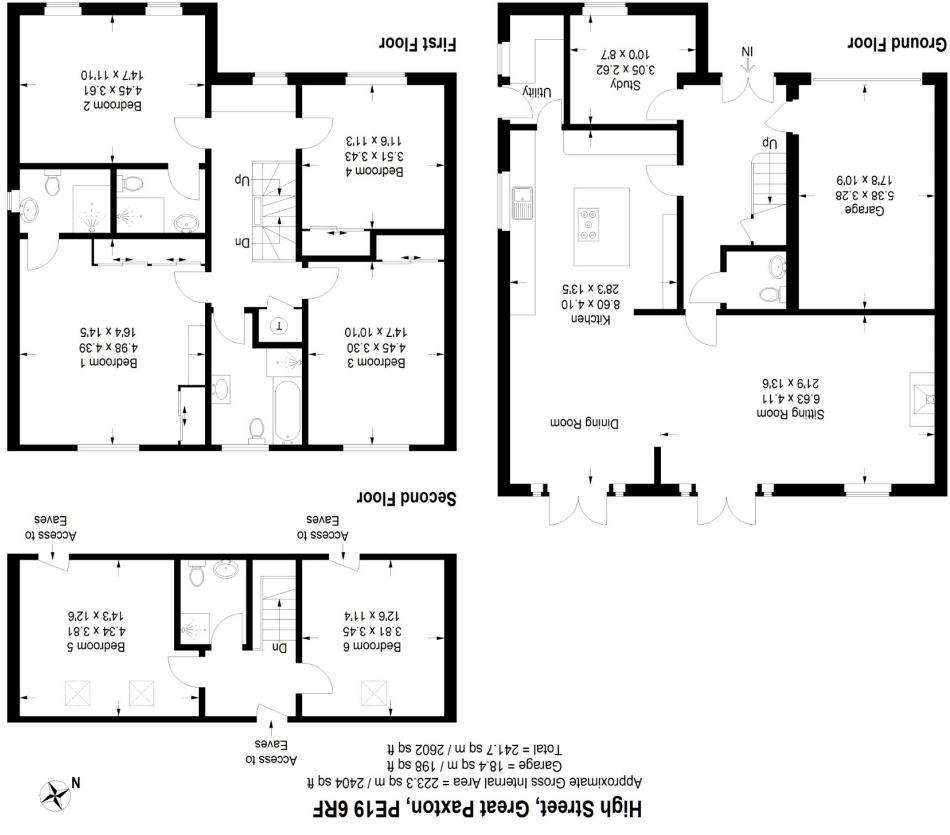 High Street, Great Paxton, PE19 6RF
Approximate Gross Internal Area = 223.3 sq m / 2404 sq ft
Garage = 18.4 sq m / 198 sq ft
Total = 241.7 sq m / 2602 sq ft
N
Access to
Eaves
Bedroom 6
3.81 x 3.45
12'6 x 11'4
Dn
Bedroom 5
4.34 x 3.81
14'3 x 12'6
Access to
Eaves
Access to
Eaves
Second Floor
Sitting Room
6.63 x 4.11
21'9 x 13'6
Dining Room
Kitchen
8.60 x 4.10
28'3 x 13'5
Garage
5.38 x 3.28
17'8 x 10'9
Up
Study
3.05 x 2.62
10'0 x 8'7
Utility
IN
Ground Floor
Bedroom 3
4.45 x 3.30
14'7 x 10'10
T
Bedroom 1
4.98 x 4.39
16'4 x 14'5
Dn
Up
Bedroom 4
3.51 x 3.43
11'6 x 11'3
Bedroom 2
4.45 x 3.61
14'7 x 11'10
First Floor